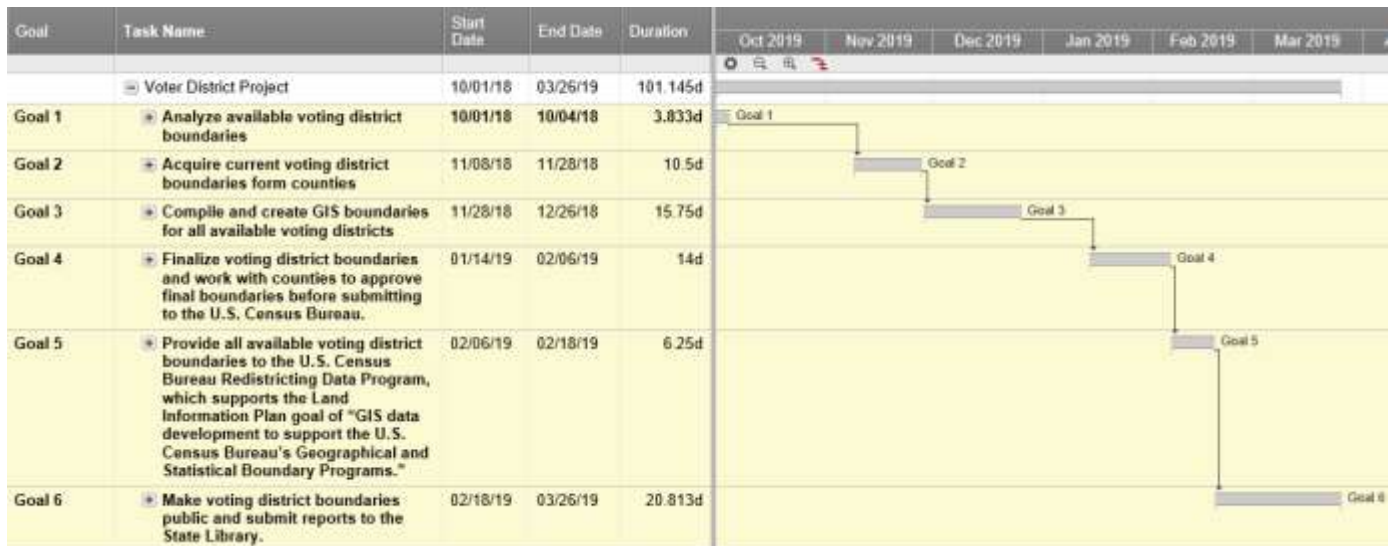 Goal Task Name Start Date End Date Duration Oct 2019 Nov 2019 Dec 2019 Jan 2019 Feb 2019 Mar 2019
Voter District Project 10/01/18 03/26/19 101.145d
Goal 1 Analyze available voting district 10/01/18 10/04/18 3.833d Goal 1
boundaries
Goal 2 Acquire current voting district 11/08/18 11/28/18 10.5d Goal 2
boundaries form counties
Goal 3 Compile and create GIS boundaries 11/28/18 12/26/18 15.75d Goal 3
for all available voting districts
Goal 4 Finalize voting district boundaries 01/14/19 02/06/19 14d Goal 4
and work with counties to approve
final boundaries before submitting
to the U.S. Census Bureau.
Goal 5 Provide all available voting district 02/06/19 02/18/19 6.25d Goal 5
boundaries to the U.S. Census
Bureau Redistricting Data Program,
which supports the Land
Information Plan goal of "GIS data
development to support the U.S.
Census Bureau's Geographical and
Statistical Boundary Programs."
Goal 6 Make voting district boundaries 02/18/19 03/26/19 20.813d Goal 6
public and submit reports to the
State Library.